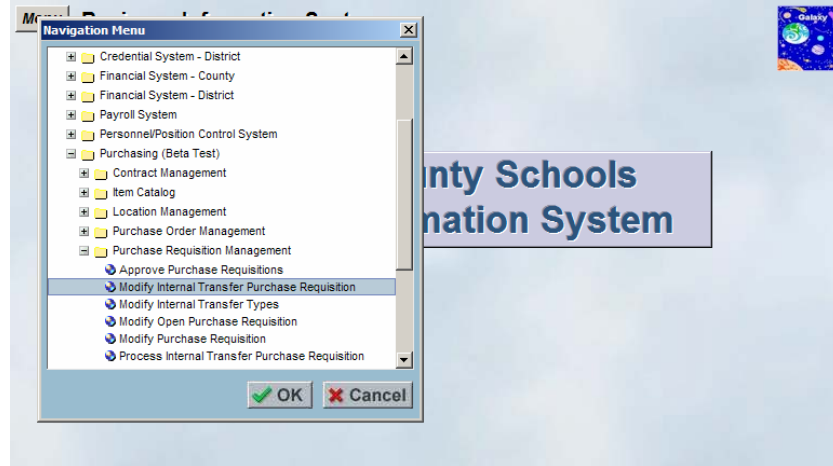 Menu
Navigation Menu
Credential System - District
Financial System - County
Financial System - District
Payroll System
Personnel/Position Control System
Purchasing (Beta Test)
Contract Management
Item Catalog
Location Management
Purchase Order Management
Purchase Requisition Management
Approve Purchase Requisitions
Modify Internal Transfer Purchase Requisition
Modify Internal Transfer Types
Modify Open Purchase Requisition
Modify Purchase Requisition
Process Internal Transfer Purchase Requisition
OK Cancel
Galaxy
nty Schools
mation System